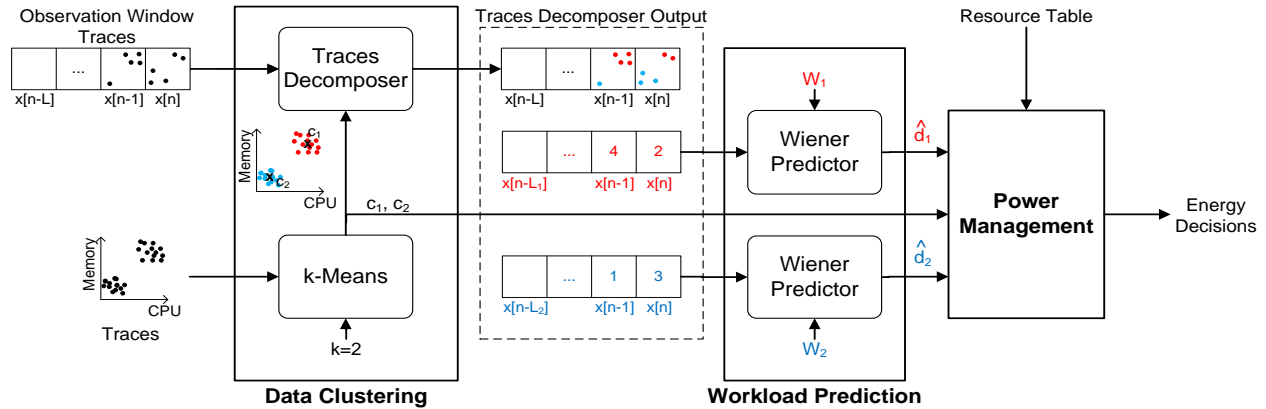 Observation Window
Traces
... 
x[n-L] x[n-1] x[n]
Traces
Decomposer
Memory
c₁
c₂
CPU
c₁, c₂
Memory
CPU
Traces
k-Means
k=2
Data Clustering
Traces Decomposer Output
...
x[n-L] x[n-1] x[n]
... 4 2
x[n-L₁] x[n-1] x[n]
... 1 3
x[n-L₂] x[n-1] x[n]
W₁
Wiener
Predictor
Wiener
Predictor
W₂
Workload Prediction
d̂₁
d̂₂
Resource Table
Power
Management
Energy
Decisions